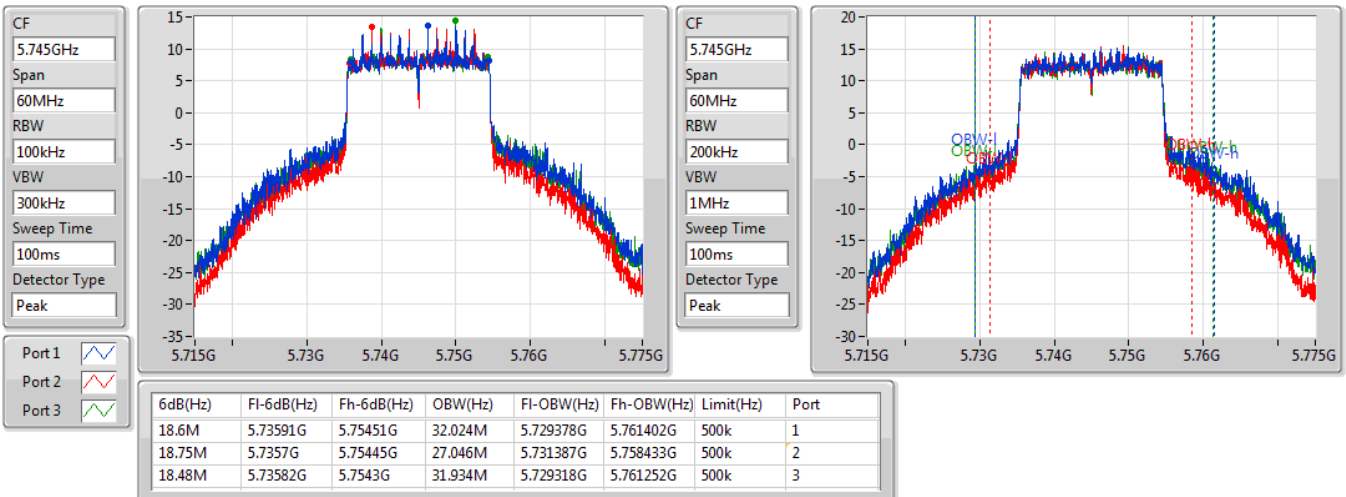 CF
5.745GHz
Span
60MHz
RBW
100kHz
VBW
300kHz
Sweep Time
100ms
Detector Type
Peak
Port 1
Port 2
Port 3
15
10
5
0
-5
-10
-15
-20
-25
-30
-35
5.715G 5.73G 5.74G 5.75G 5.76G 5.775G
CF
5.745GHz
Span
60MHz
RBW
200kHz
VBW
1MHz
Sweep Time
100ms
Detector Type
Peak
20
15
10
5
0
-5
-10
-15
-20
-25
-30
OBW-l
5.715G 5.73G 5.74G 5.75G 5.76G 5.775G
6dB(Hz) Fl-6dB(Hz) Fh-6dB(Hz) OBW(Hz) Fl-OBW(Hz) Fh-OBW(Hz) Limit(Hz) Port
18.6M 5.73591G 5.75451G 32.024M 5.729378G 5.761402G 500k 1
18.75M 5.7357G 5.75445G 27.046M 5.731387G 5.758433G 500k 2
18.48M 5.73582G 5.7543G 31.934M 5.729318G 5.761252G 500k 3